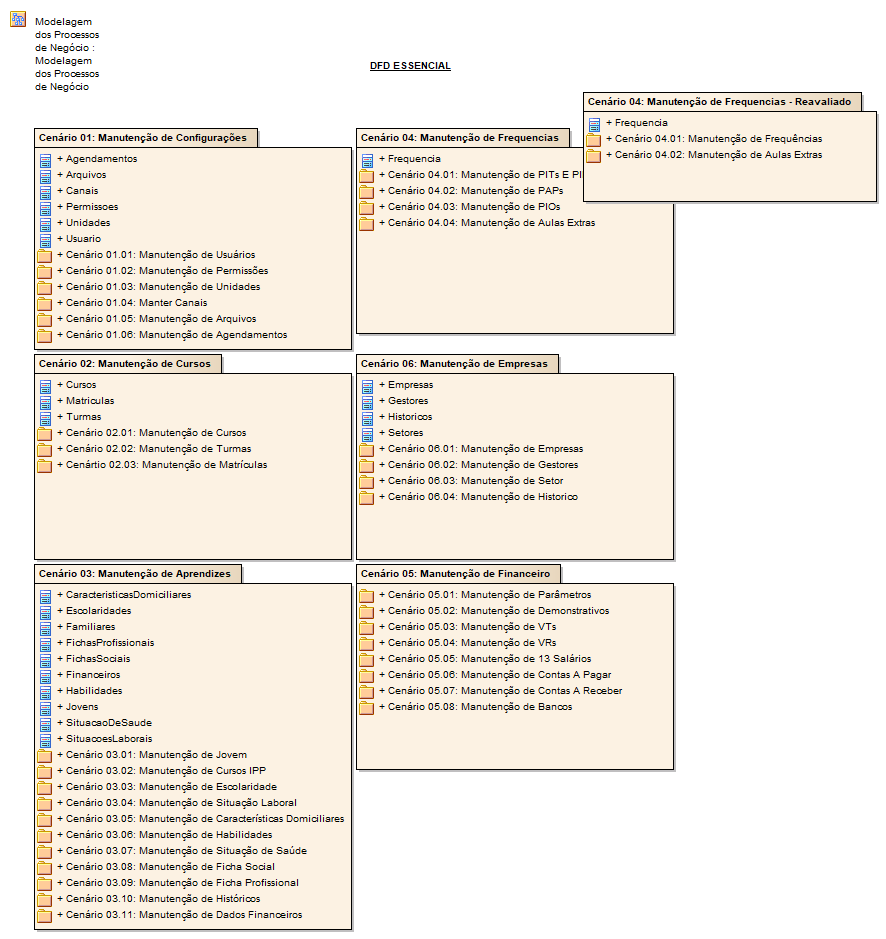 Modelagem
dos Processos
de Negócio :
Modelagem
dos Processos
de Negócio
DFD ESSENCIAL
Cenário 01: Manutenção de Configurações
+ Agendamentos
+ Arquivos
+ Canais
+ Permissoes
+ Unidades
+ Usuario
+ Cenário 01.01: Manutenção de Usuários
+ Cenário 01.02: Manutenção de Permissões
+ Cenário 01.03: Manutenção de Unidades
+ Cenário 01.04: Manter Canais
+ Cenário 01.05: Manutenção de Arquivos
+ Cenário 01.06: Manutenção de Agendamentos
Cenário 04: Manutenção de Frequencias
+ Frequencia
+ Cenário 04.01: Manutenção de PITs E
+ Cenário 04.02: Manutenção de PAPs
+ Cenário 04.03: Manutenção de PIOs
+ Cenário 04.04: Manutenção de Aulas Extras
Cenário 04: Manutenção de Frequencias - Reavaliado
+ Frequencia
+ Cenário 04.01: Manutenção de Frequências
+ Cenário 04.02: Manutenção de Aulas Extras
Cenário 02: Manutenção de Cursos
+ Cursos
+ Matriculas
+ Turmas
+ Cenário 02.01: Manutenção de Cursos
+ Cenário 02.02: Manutenção de Turmas
+ Cenártio 02.03: Manutenção de Matrículas
Cenário 06: Manutenção de Empresas
+ Empresas
+ Gestores
+ Historicos
+ Setores
+ Cenário 06.01: Manutenção de Empresas
+ Cenário 06.02: Manutenção de Gestores
+ Cenário 06.03: Manutenção de Setor
+ Cenário 06.04: Manutenção de Historico
Cenário 03: Manutenção de Aprendizes
+ CaracteristicasDomiciliares
+ Escolaridades
+ Familiares
+ FichasProfissionais
+ FichasSociais
+ Financeiros
+ Habilidades
+ Jovens
+ SituacaoDeSaude
+ SituacoesLaborais
+ Cenário 03.01: Manutenção de Jovem
+ Cenário 03.02: Manutenção de Cursos IPP
+ Cenário 03.03: Manutenção de Escolaridade
+ Cenário 03.04: Manutenção de Situação Laboral
+ Cenário 03.05: Manutenção de Características Domiciliares
+ Cenário 03.06: Manutenção de Habilidades
+ Cenário 03.07: Manutenção de Situação de Saúde
+ Cenário 03.08: Manutenção de Ficha Social
+ Cenário 03.09: Manutenção de Ficha Profissional
+ Cenário 03.10: Manutenção de Históricos
+ Cenário 03.11: Manutenção de Dados Financeiros
Cenário 05: Manutenção de Financeiro
+ Cenário 05.01: Manutenção de Parâmetros
+ Cenário 05.02: Manutenção de Demonstrativos
+ Cenário 05.03: Manutenção de VTs
+ Cenário 05.04: Manutenção de VRs
+ Cenário 05.05: Manutenção de 13 Salários
+ Cenário 05.06: Manutenção de Contas A Pagar
+ Cenário 05.07: Manutenção de Contas A Receber
+ Cenário 05.08: Manutenção de Bancos